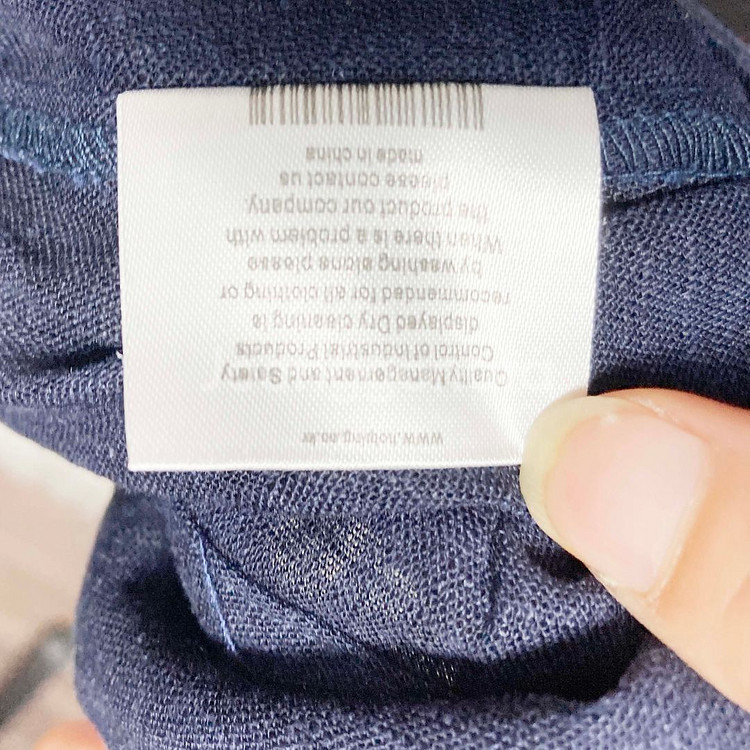 Quality Management and Safety
Control of Industrial Products
displayed Dry cleaning is
recommended for all clothing or
by washing alone please
When there is a problem with
the product our company.
please contact us
made in china